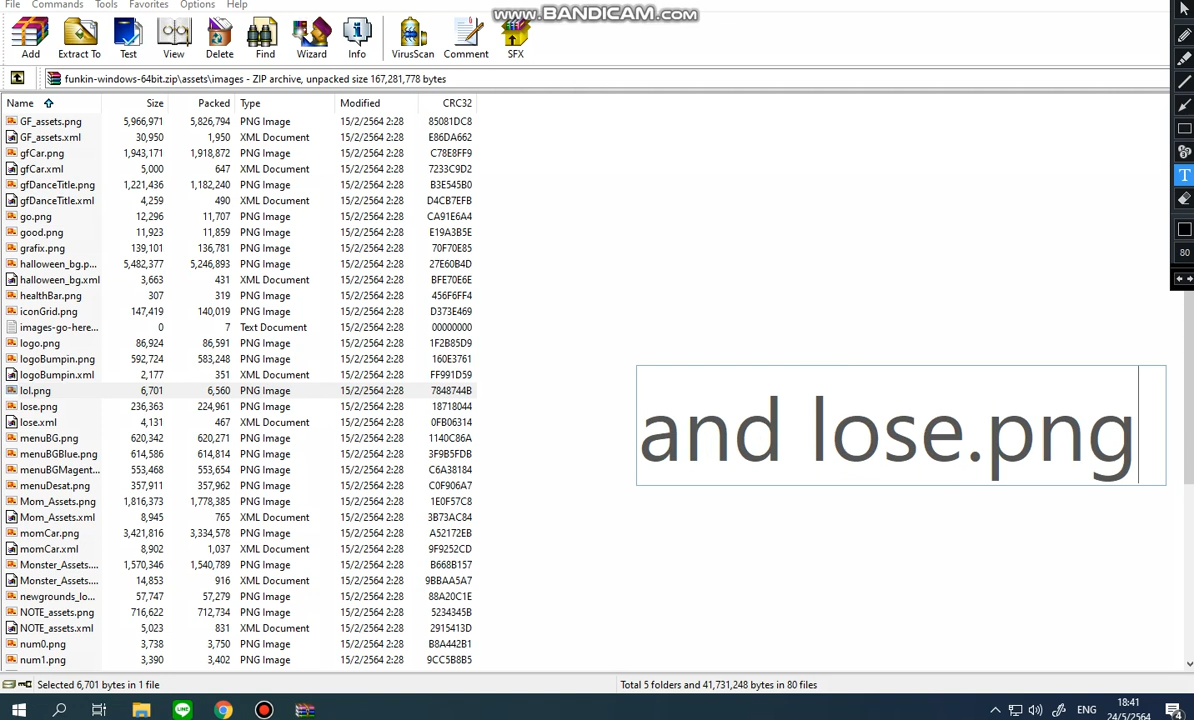 Commands Tools Favorites Options Help
www.BANDICAM.com
Add Extract To Test View Delete Find Wizard Info VirusScan Comment SFX
funkin-windows-64bit.zip\assets\images - ZIP archive, unpacked size 167,281,778 bytes
Name Size Packed Type Modified CRC32
GF_assets.png 5,966,971 5,826,794 PNG Image 15/2/2564 2:28 85081DC8
GF_assets.xml 30,950 1,950 XML Document 15/2/2564 2:28 E86DA662
gfCar.png 1,943,171 1,918,872 PNG Image 15/2/2564 2:28 C78E8FF9
gfCar.xml 5,000 647 XML Document 15/2/2564 2:28 7233C9D2
gfDanceTitle.png 1,221,436 1,182,240 PNG Image 15/2/2564 2:28 B3E545B0
gfDanceTitle.xml 4,259 490 XML Document 15/2/2564 2:28 D4CB7EFB
go.png 12,296 11,707 PNG Image 15/2/2564 2:28 CA91E6A4
good.png 11,923 11,859 PNG Image 15/2/2564 2:28 E19A3B5E
grafix.png 139,101 136,781 PNG Image 15/2/2564 2:28 70F70E85
halloween_bg.p... 5,482,377 5,246,893 PNG Image 15/2/2564 2:28 27E60B4D
halloween_bg.xml 3,663 431 XML Document 15/2/2564 2:28 BFE70E6E
healthBar.png 307 319 PNG Image 15/2/2564 2:28 456F6FF4
iconGrid.png 147,419 140,019 PNG Image 15/2/2564 2:28 D373E469
images-go-here... 0 7 Text Document 15/2/2564 2:28 00000000
logo.png 86,924 86,591 PNG Image 15/2/2564 2:28 1F2B85D9
logoBumpin.png 592,724 583,248 PNG Image 15/2/2564 2:28 160E3761
logoBumpin.xml 2,177 351 XML Document 15/2/2564 2:28 FF991D59
lol.png 6,701 6,560 PNG Image 15/2/2564 2:28 7848744B
lose.png 236,363 224,961 PNG Image 15/2/2564 2:28 18718044
lose.xml 4,131 467 XML Document 15/2/2564 2:28 0FB06314
menuBG.png 620,342 620,271 PNG Image 15/2/2564 2:28 1140C86A
menuBGBlue.png 614,586 614,814 PNG Image 15/2/2564 2:28 3F9B5FDB
menuBGMagent... 553,468 553,654 PNG Image 15/2/2564 2:28 C6A38184
menuDesat.png 357,911 357,962 PNG Image 15/2/2564 2:28 C0F906A7
Mom_Assets.png 1,816,373 1,778,385 PNG Image 15/2/2564 2:28 1E0F57C8
Mom_Assets.xml 8,945 765 XML Document 15/2/2564 2:28 3B73AC84
momCar.png 3,421,816 3,334,578 PNG Image 15/2/2564 2:28 A52172EB
momCar.xml 8,902 1,037 XML Document 15/2/2564 2:28 9F9252CD
Monster_Assets.... 1,570,346 1,540,789 PNG Image 15/2/2564 2:28 B668B157
Monster_Assets.... 14,853 916 XML Document 15/2/2564 2:28 9BBAA5A7
newgrounds_lo... 57,747 57,279 PNG Image 15/2/2564 2:28 88A20C1E
NOTE_assets.png 716,622 712,734 PNG Image 15/2/2564 2:28 5234345B
NOTE_assets.xml 5,023 831 XML Document 15/2/2564 2:28 2915413D
num0.png 3,738 3,750 PNG Image 15/2/2564 2:28 B8A442B1
num1.png 3,390 3,402 PNG Image 15/2/2564 2:28 9CC5B8B5
and lose.png
T
80
Selected 6,701 bytes in 1 file
Total 5 folders and 41,731,248 bytes in 80 files
LINE
ENG
18:41
24/5/2564
4